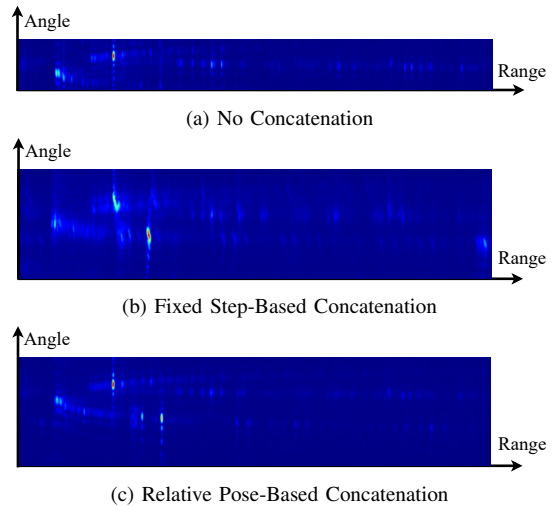 Angle
Range
(a) No Concatenation
Angle
Range
(b) Fixed Step-Based Concatenation
Angle
Range
(c) Relative Pose-Based Concatenation